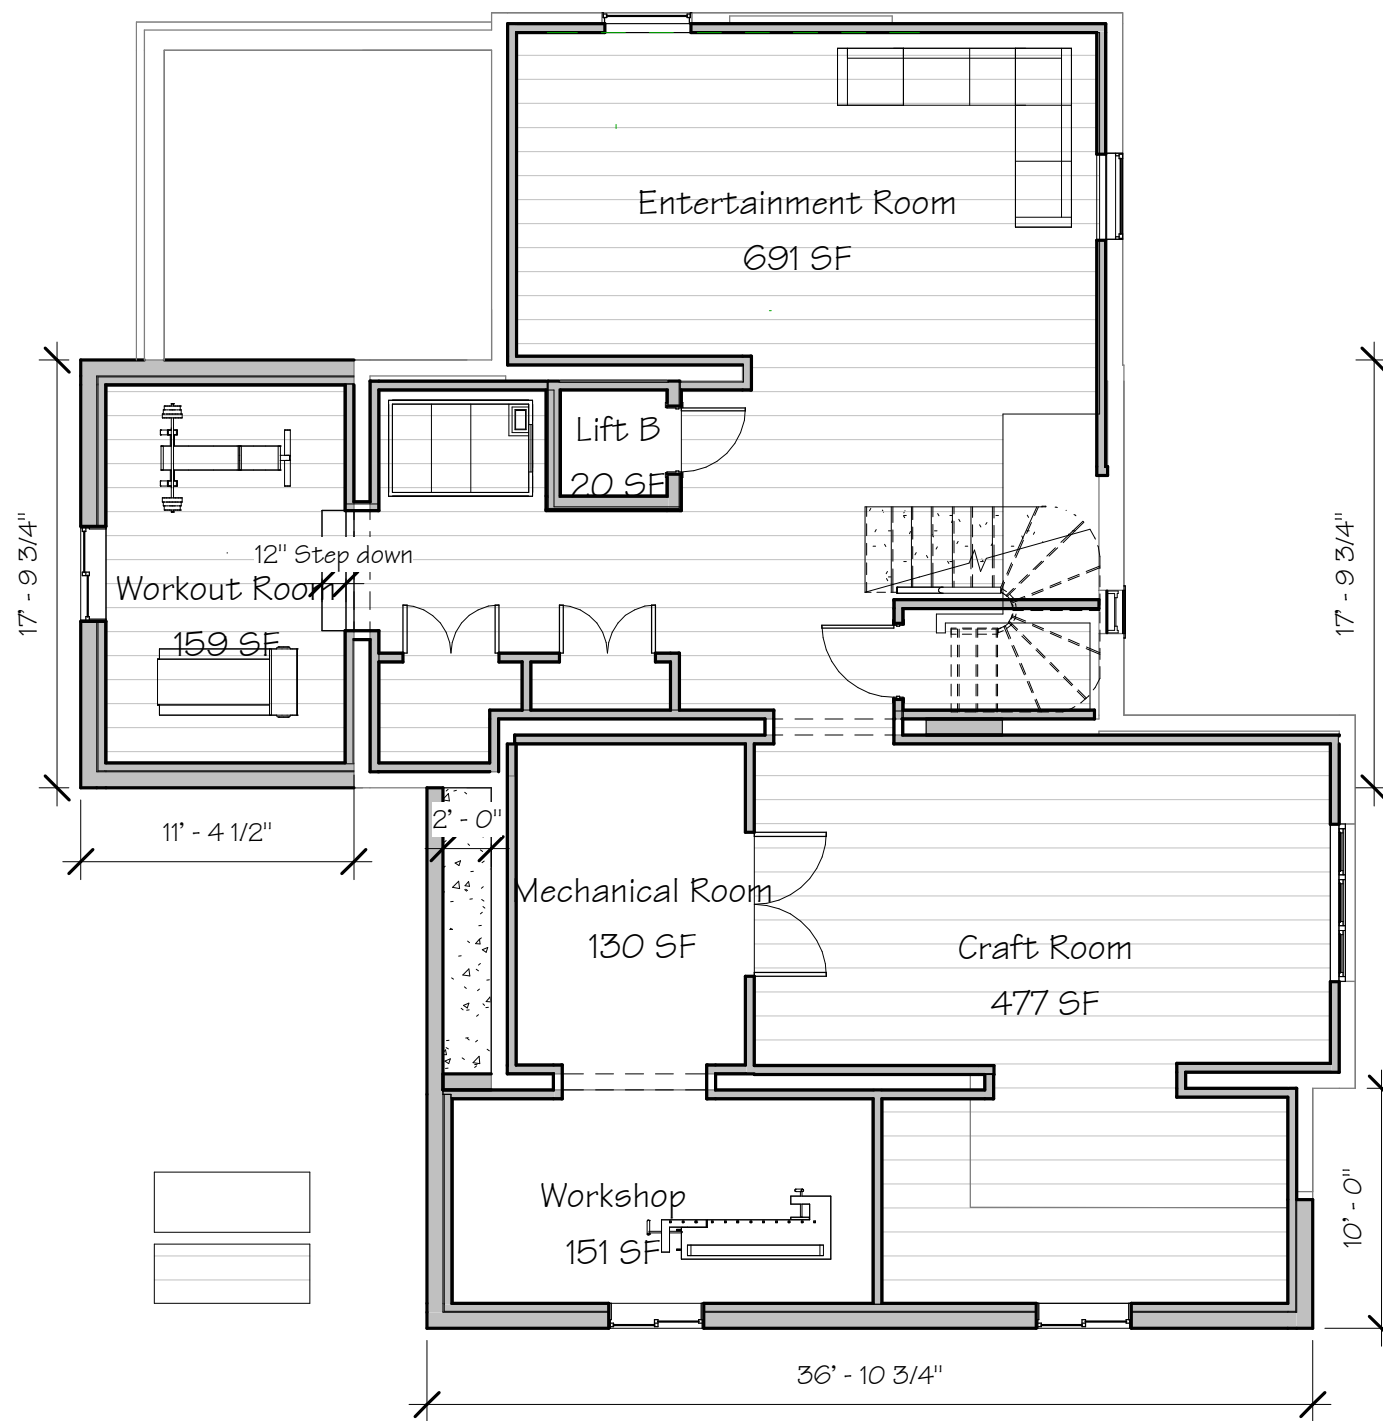 Entertainment Room
691 SF
Lift B
20 SF
17' - 9 3/4"
12" Step down
Workout Room
159 SF
17' - 9 3/4"
11' - 4 1/2"
2' - 0"
Mechanical Room
130 SF
Craft Room
477 SF
Workshop
151 SF
10' - 0"
36' - 10 3/4"